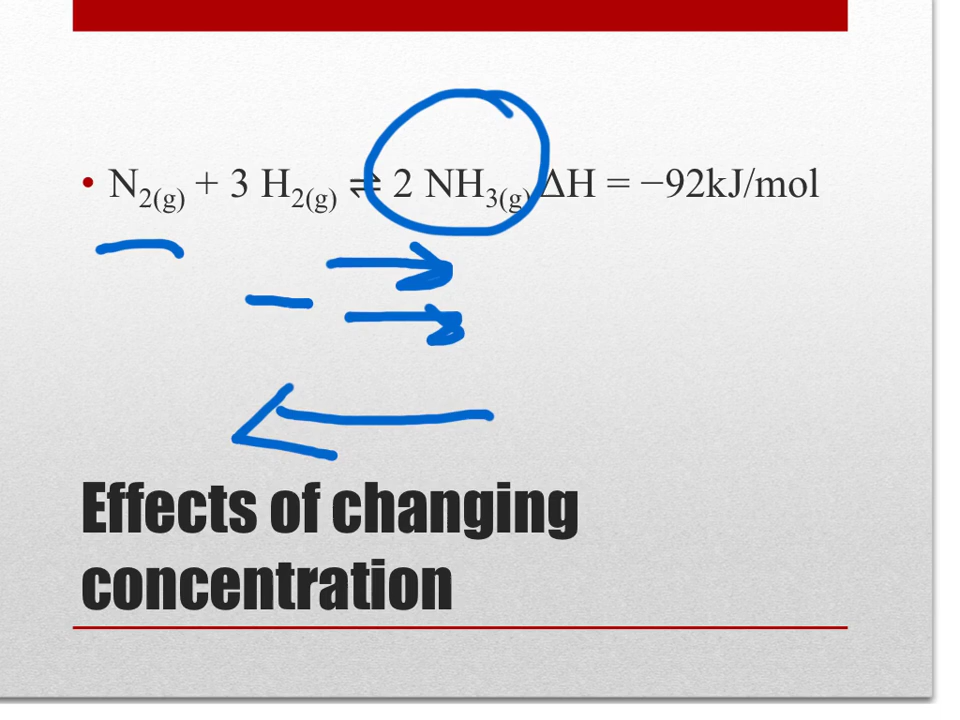 • N₂(g) + 3 H₂(g) ⇌ 2 NH₃(g) ΔH = −92kJ/mol
Effects of changing
concentration